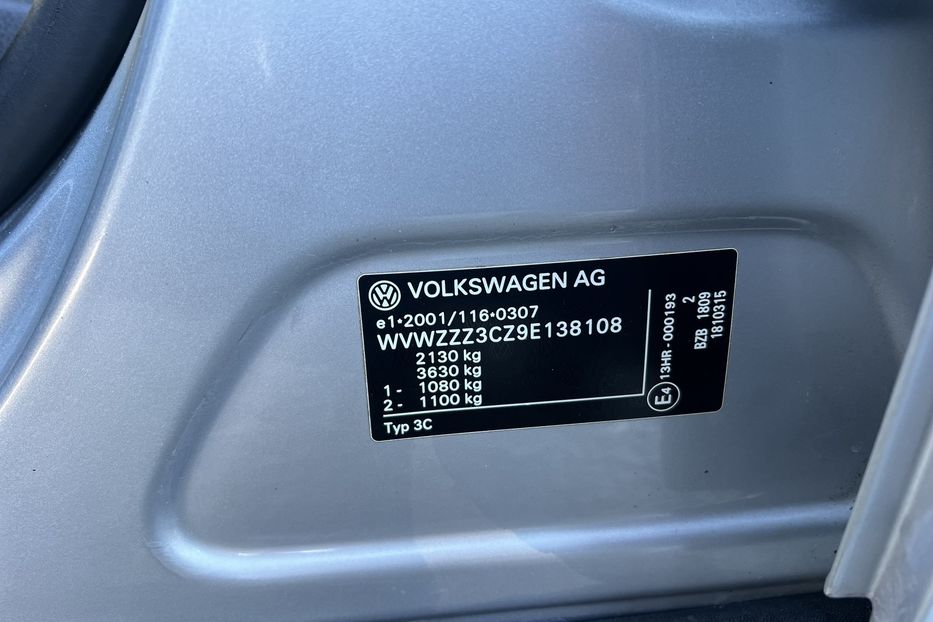 VOLKSWAGEN AG
e1*2001/116*0307
WVWZZZ3CZ9E138108
2130 kg
3630 kg
1- 1080 kg
2- 1100 kg
Typ 3C
E4 13HR-000193
2
BZB 1809
1810315